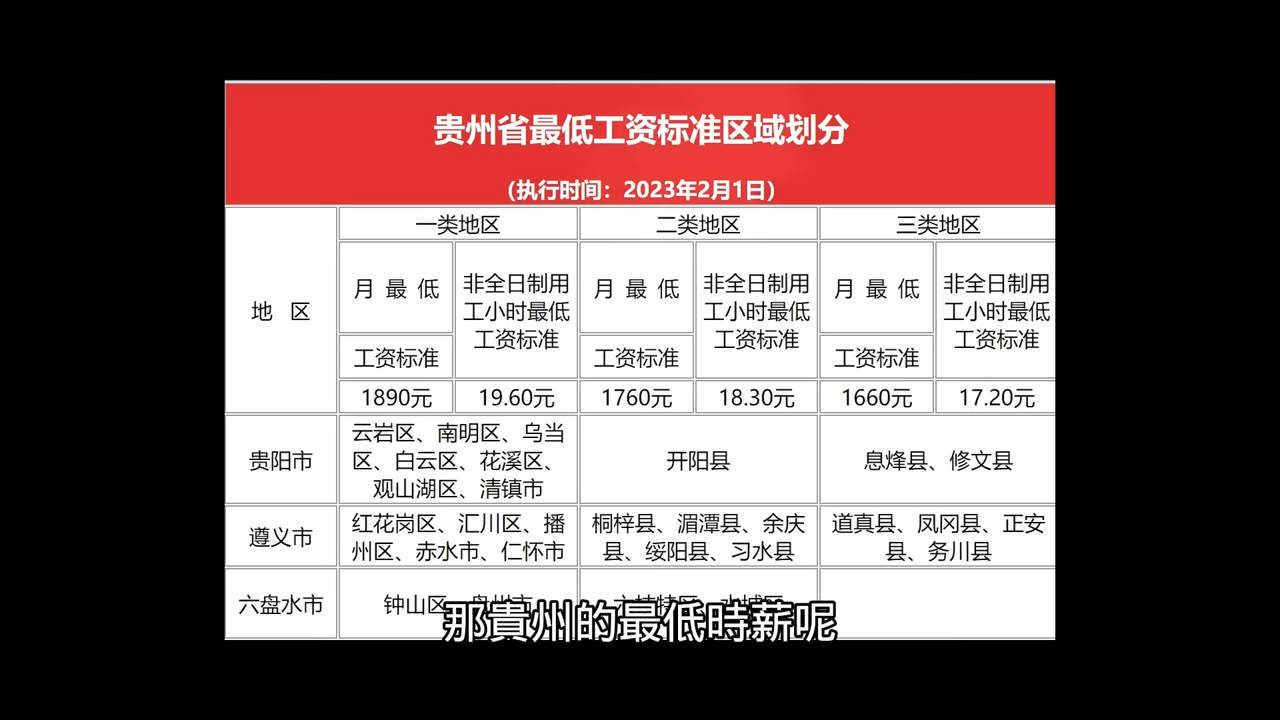 贵州省最低工资标准区域划分
（执行时间：2023年2月1日）
地 区
一类地区
二类地区
三类地区
月 最 低
非全日制用
工小时最低
工资标准
月 最 低
非全日制用
工小时最低
工资标准
月 最 低
非全日制用
工小时最低
工资标准
工资标准
工资标准
工资标准
1890元
19.60元
1760元
18.30元
1660元
17.20元
贵阳市
云岩区、南明区、乌当
区、白云区、花溪区、
观山湖区、清镇市
开阳县
息烽县、修文县
遵义市
红花岗区、汇川区、播
州区、赤水市、仁怀市
桐梓县、湄潭县、余庆
县、绥阳县、习水县
道真县、凤冈县、正安
县、务川县
六盘水市
钟山区
那貴州的最低時薪呢